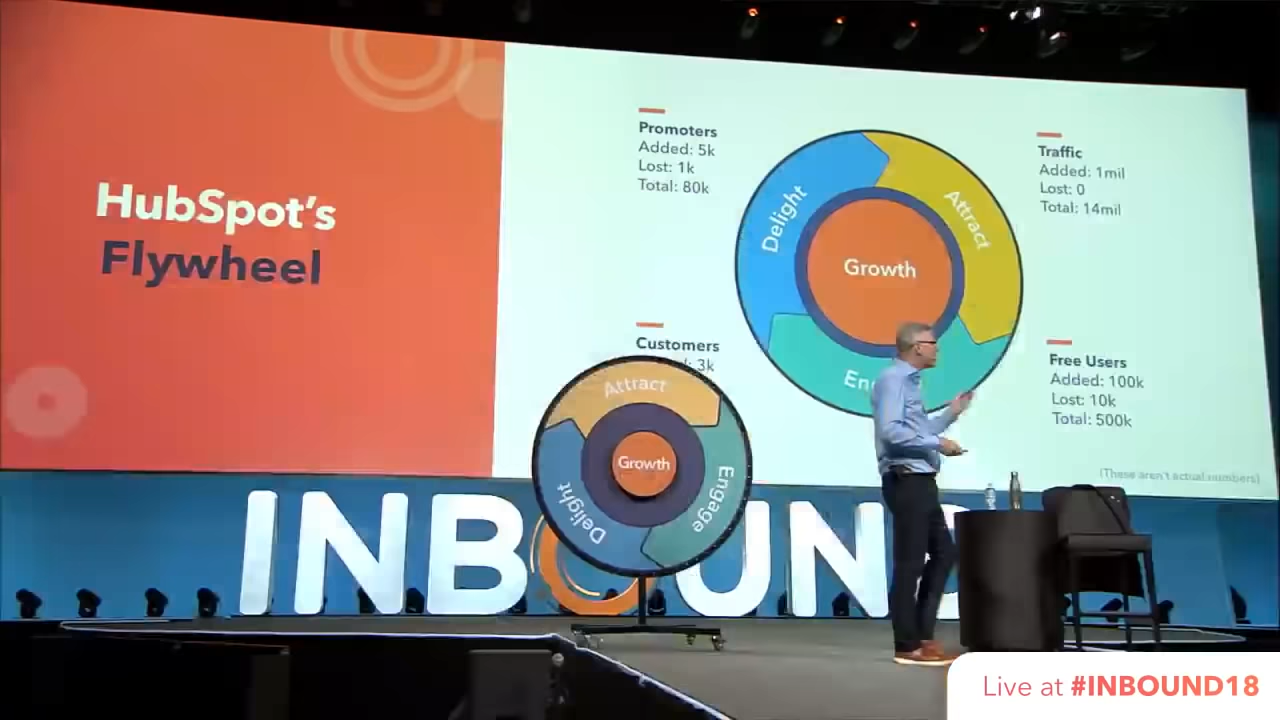 HubSpot's
Flywheel
Promoters
Added: 5k
Lost: 1k
Total: 80k
Delight
Attract
Growth
Traffic
Added: 1mil
Lost: 0
Total: 14mil
Customers
3k
Free Users
Added: 100k
Lost: 10k
Total: 500k
(These aren't actual numbers)
Attract
Growth
Engage
Delight
INBOUND
Live at #INBOUND18